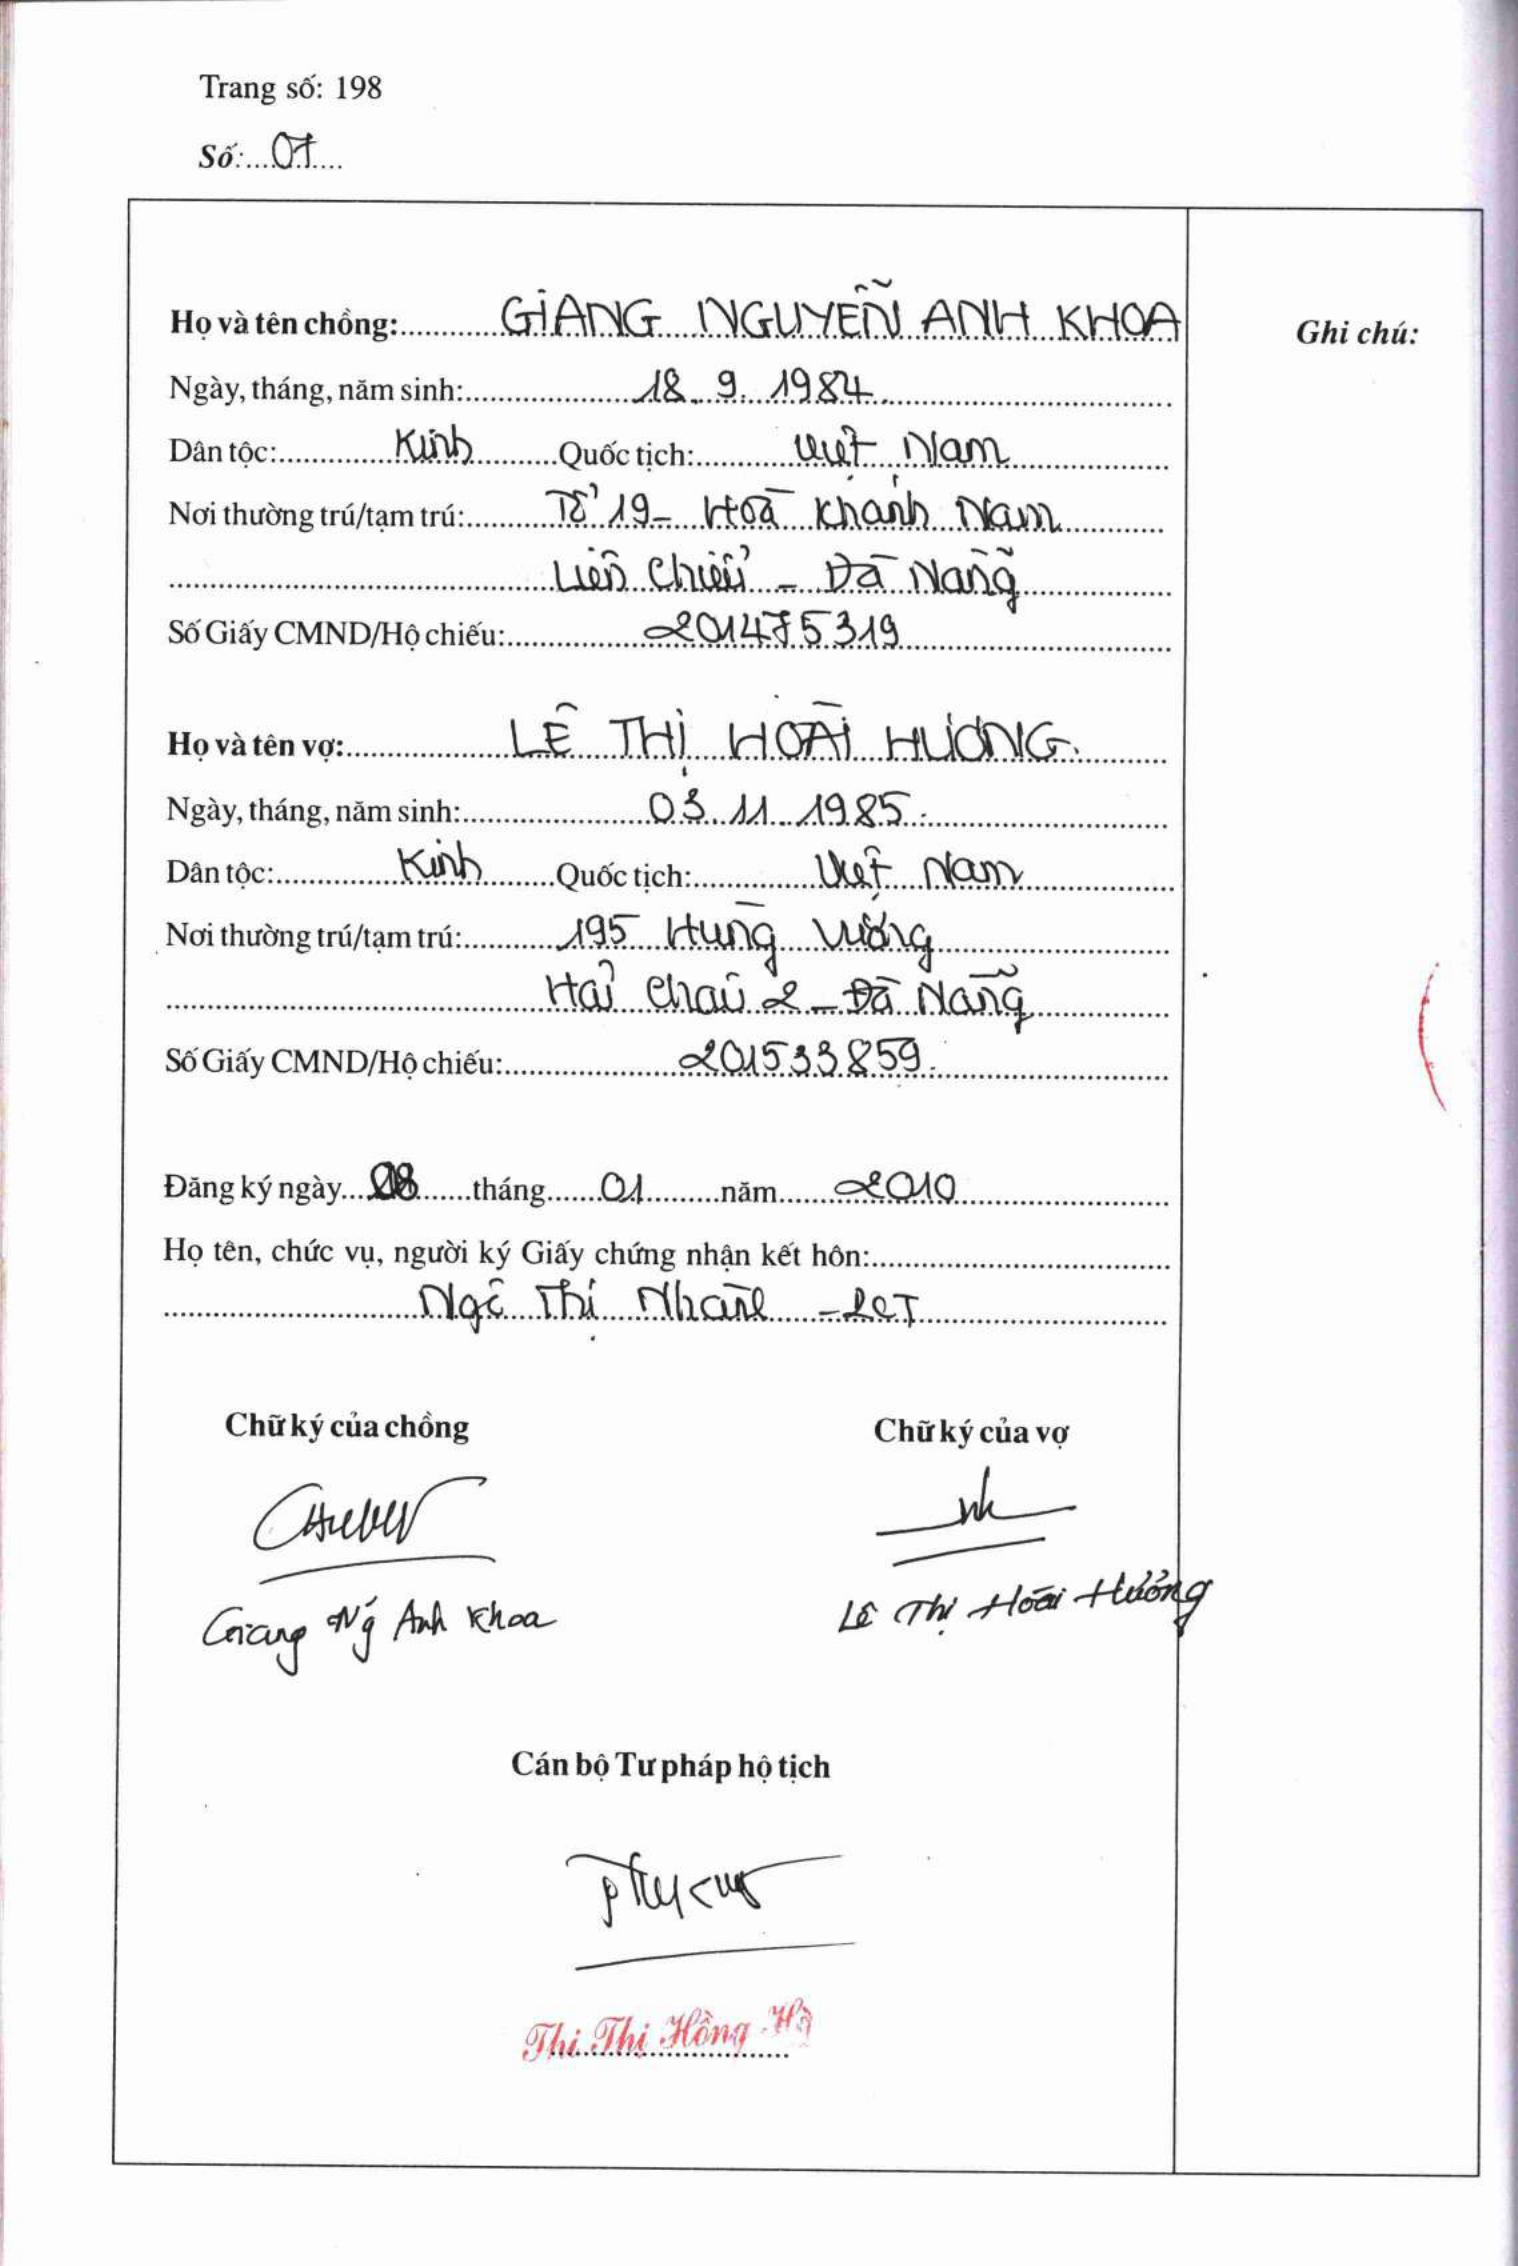 Trang số: 198
Số: 07
Họ và tên chồng: GIANG NGUYỄN ANH KHOA
Ghi chú:
Ngày, tháng, năm sinh: 18. 9. 1984
Dân tộc: Kinh Quốc tịch: Việt Nam
Nơi thường trú/tạm trú: Tổ 19 - Hoà Khánh Nam
Liên Chiểu - Đà Nẵng
Số Giấy CMND/Hộ chiếu: 201475319
Họ và tên vợ: LÊ THỊ HOÀI HƯƠNG
Ngày, tháng, năm sinh: 03. 11. 1985
Dân tộc: Kinh Quốc tịch: Việt Nam
Nơi thường trú/tạm trú: 195 Hùng Vương
Hải Châu 2 - Đà Nẵng
Số Giấy CMND/Hộ chiếu: 201533859
Đăng ký ngày 08 tháng 01 năm 2010
Họ tên, chức vụ, người ký Giấy chứng nhận kết hôn:
Ngô Thị - PCT
Chữ ký của chồng Chữ ký của vợ
Giang Ng Anh Khoa
Lê Thị Hoài Hương
Cán bộ Tư pháp hộ tịch
Thi Thị Hồng Hà